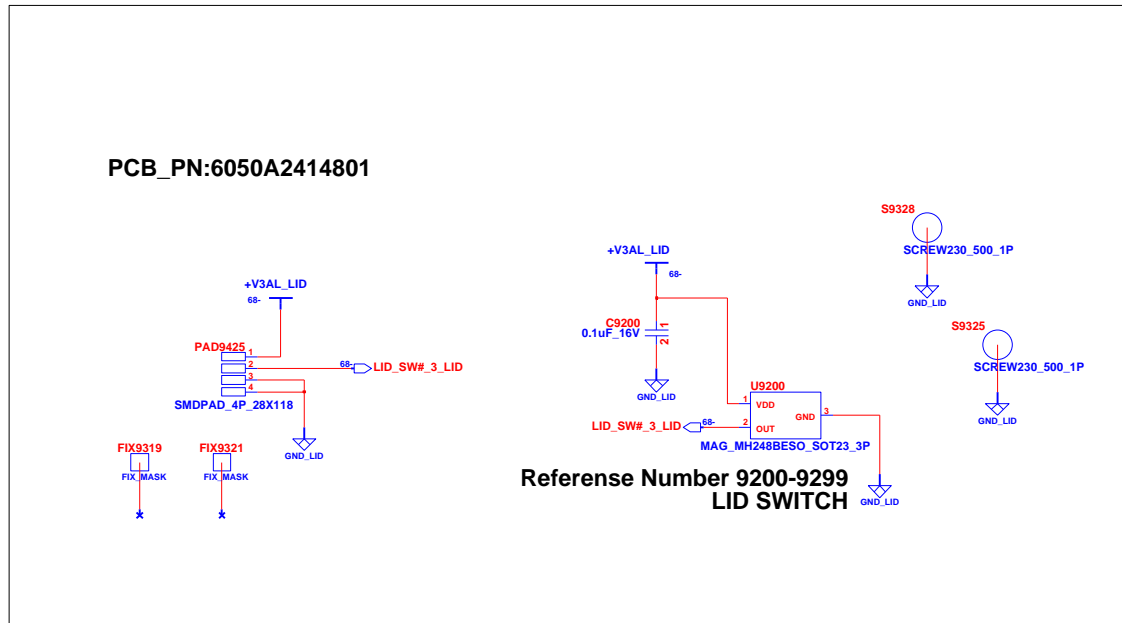 PCB_PN:6050A2414801
S9328
SCREW230_500_1P
GND_LID
+V3AL_LID
68-
+V3AL_LID
68-
C9200
0.1uF_16V
1
2
GND_LID
S9325
SCREW230_500_1P
GND_LID
PAD9425
1
2
3
4
68-
LID_SW#_3_LID
SMDPAD_4P_28X118
GND_LID
U9200
1
VDD
GND
3
LID_SW#_3_LID
68-
2
OUT
MAG_MH248BESO_SOT23_3P
GND_LID
FIX9319
FIX_MASK
FIX9321
FIX_MASK
Referense Number 9200-9299
LID SWITCH